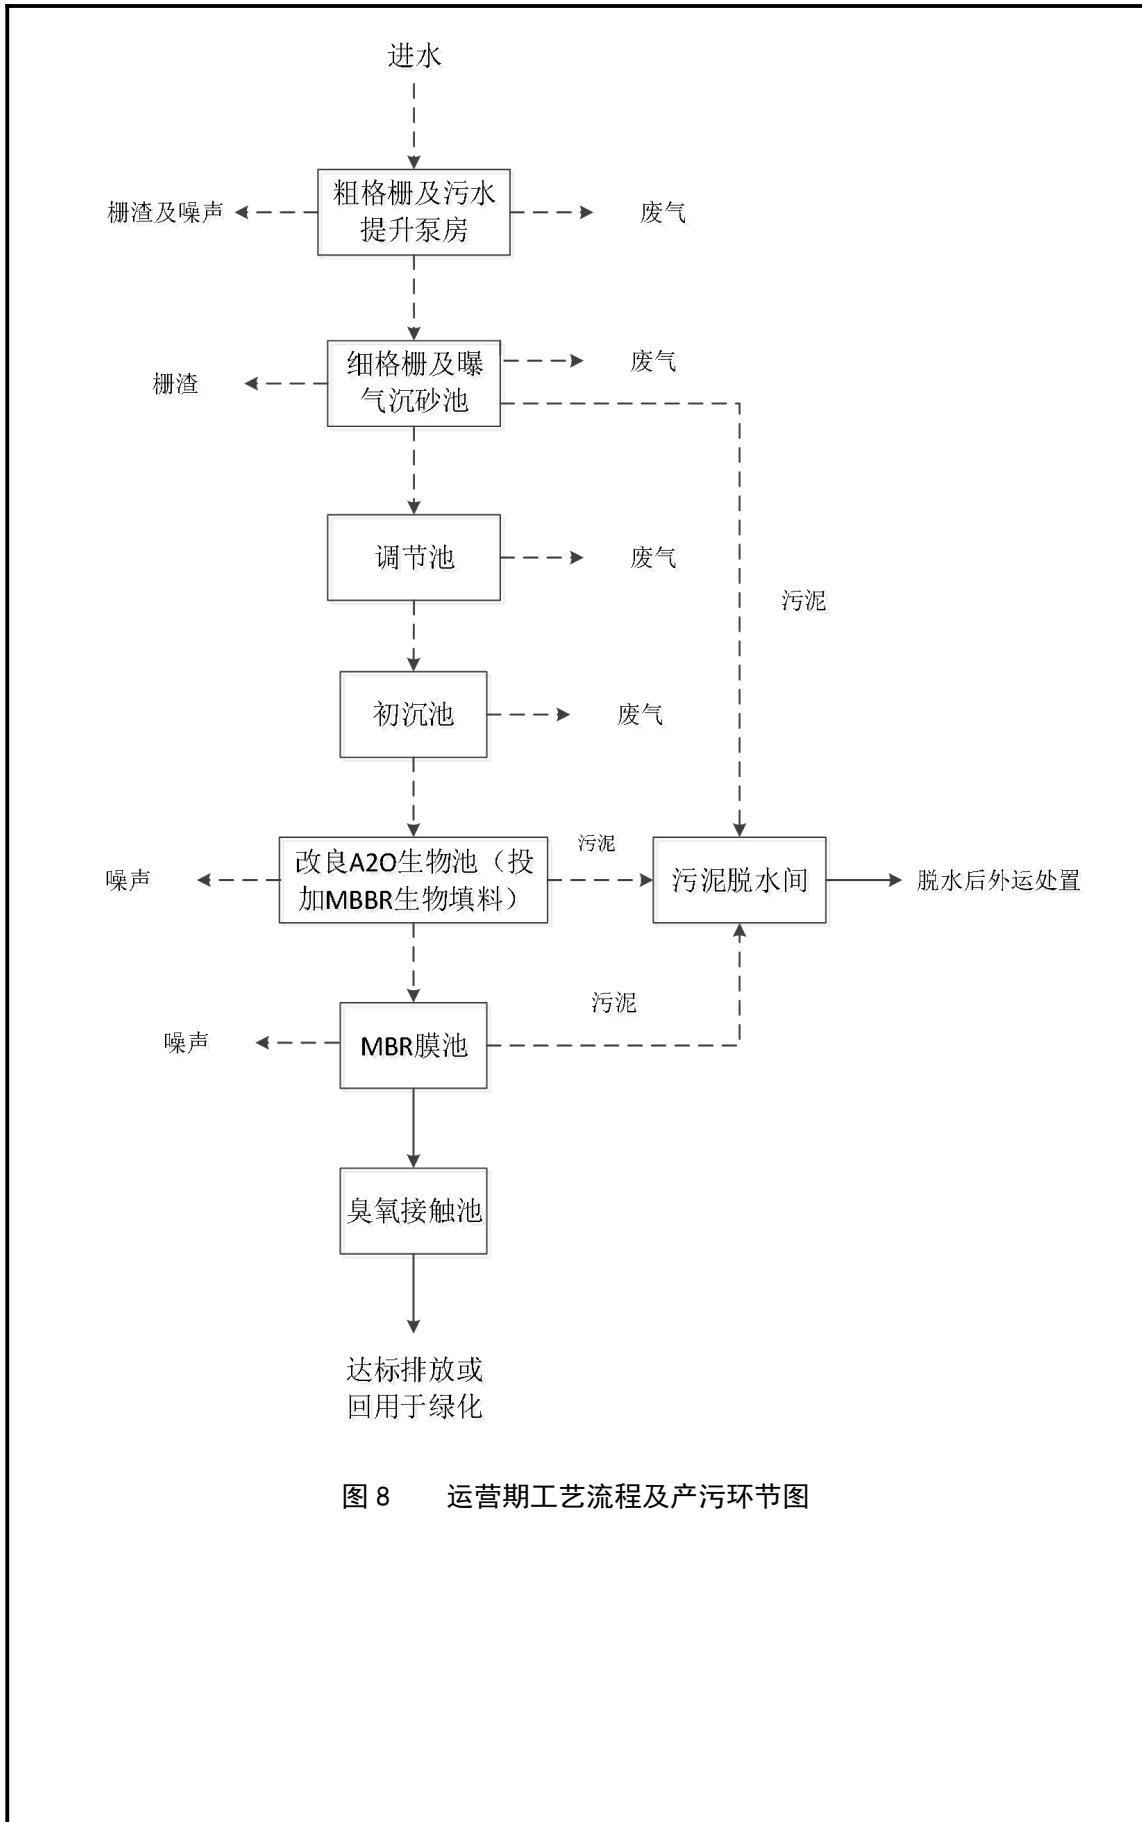 进水
粗格栅及污水
提升泵房
栅渣及噪声
废气
细格栅及曝
气沉砂池
栅渣
废气
调节池
废气
污泥
初沉池
废气
改良A2O生物池（投
加MBBR生物填料）
噪声
污泥
污泥脱水间
脱水后外运处置
MBR膜池
噪声
污泥
臭氧接触池
达标排放或
回用于绿化
图 8 运营期工艺流程及产污环节图